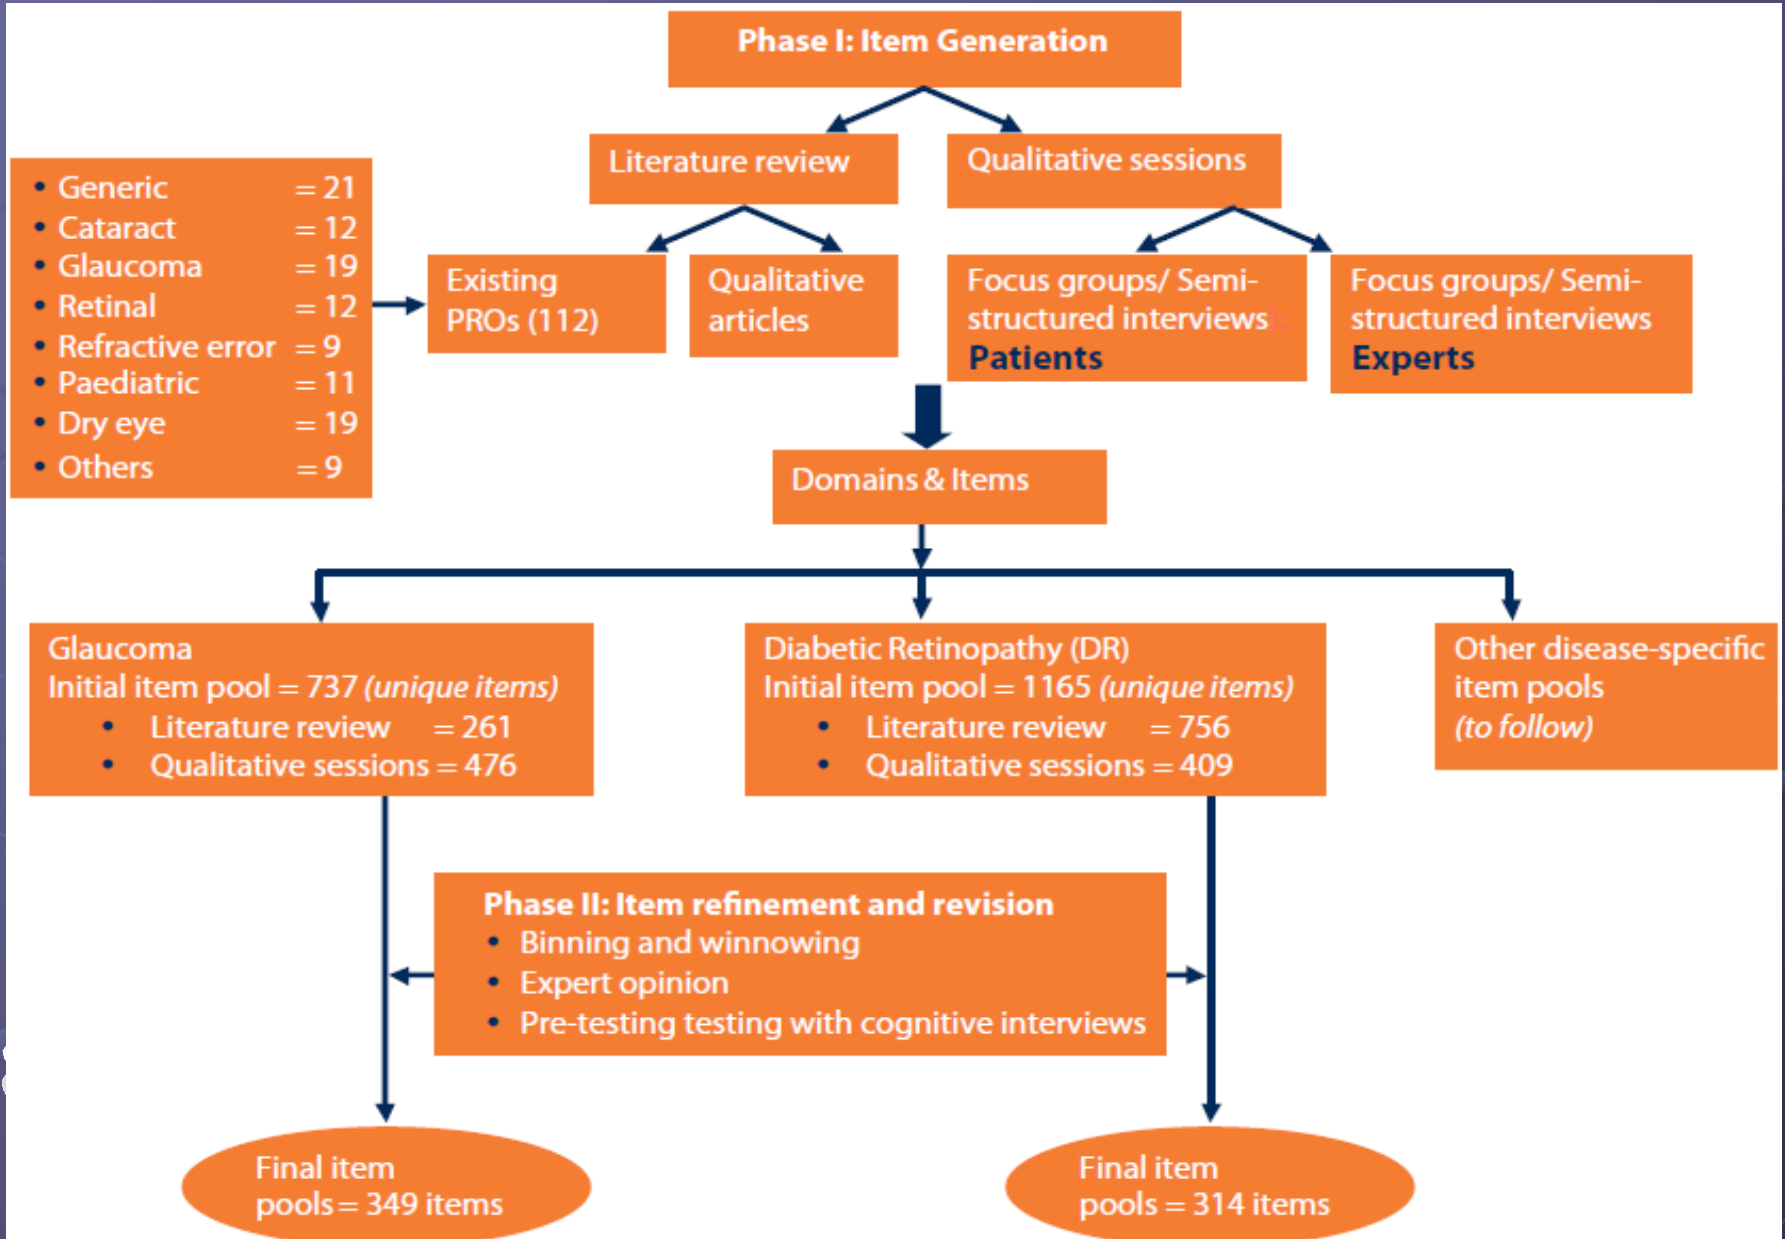 Phase I: Item Generation
Literature review
Qualitative sessions
• Generic = 21
• Cataract = 12
• Glaucoma = 19
• Retinal = 12
• Refractive error = 9
• Paediatric = 11
• Dry eye = 19
• Others = 9
Existing
PROs (112)
Qualitative
articles
Focus groups/ Semi-
structured interviews
Patients
Focus groups/ Semi-
structured interviews
Experts
Domains & Items
Glaucoma
Initial item pool = 737 (unique items)
• Literature review = 261
• Qualitative sessions = 476
Diabetic Retinopathy (DR)
Initial item pool = 1165 (unique items)
• Literature review = 756
• Qualitative sessions = 409
Other disease-specific
item pools
(to follow)
Phase II: Item refinement and revision
• Binning and winnowing
• Expert opinion
• Pre-testing testing with cognitive interviews
Final item
pools = 349 items
Final item
pools = 314 items